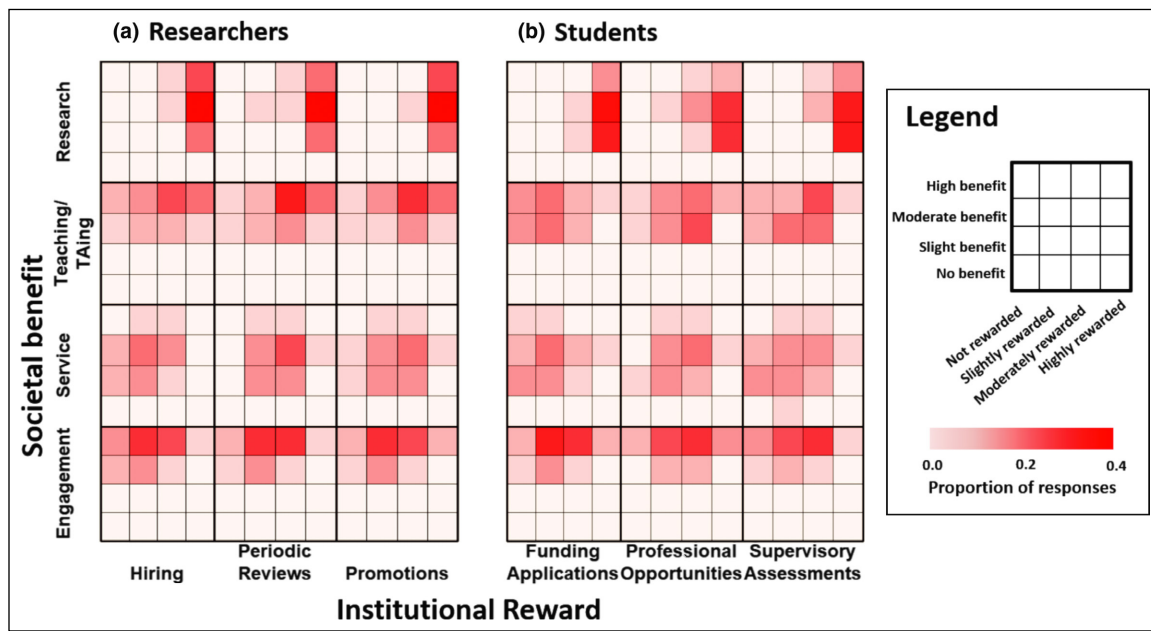 (a) Researchers
(b) Students
Societal benefit
Research
Teaching/
TAing
Service
Engagement
Hiring
Periodic
Reviews
Promotions
Funding
Applications
Professional
Opportunities
Supervisory
Assessments
Institutional Reward
Legend
High benefit
Moderate benefit
Slight benefit
No benefit
Not rewarded
Slightly rewarded
Moderately rewarded
Highly rewarded
0.0 0.2 0.4
Proportion of responses